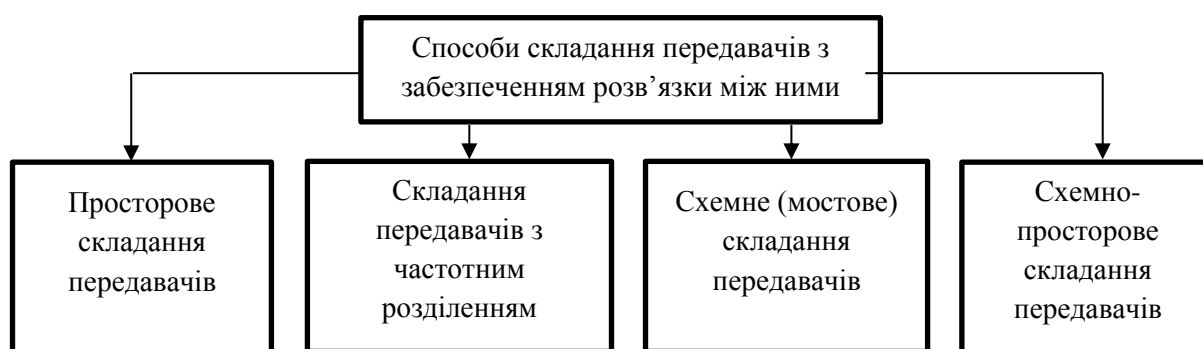 Способи складання передавачів з
забезпеченням розв’язки між ними
Просторове
складання
передавачів
Складання
передавачів з
частотним
розділенням
Схемне (мостове)
складання
передавачів
Схемно-
просторове
складання
передавачів